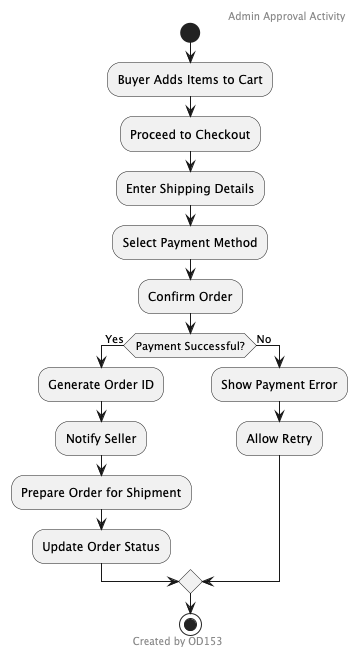 Admin Approval Activity
Buyer Adds Items to Cart
Proceed to Checkout
Enter Shipping Details
Select Payment Method
Confirm Order
Yes
Payment Successful?
No
Generate Order ID
Show Payment Error
Notify Seller
Allow Retry
Prepare Order for Shipment
Update Order Status
Created by OD153